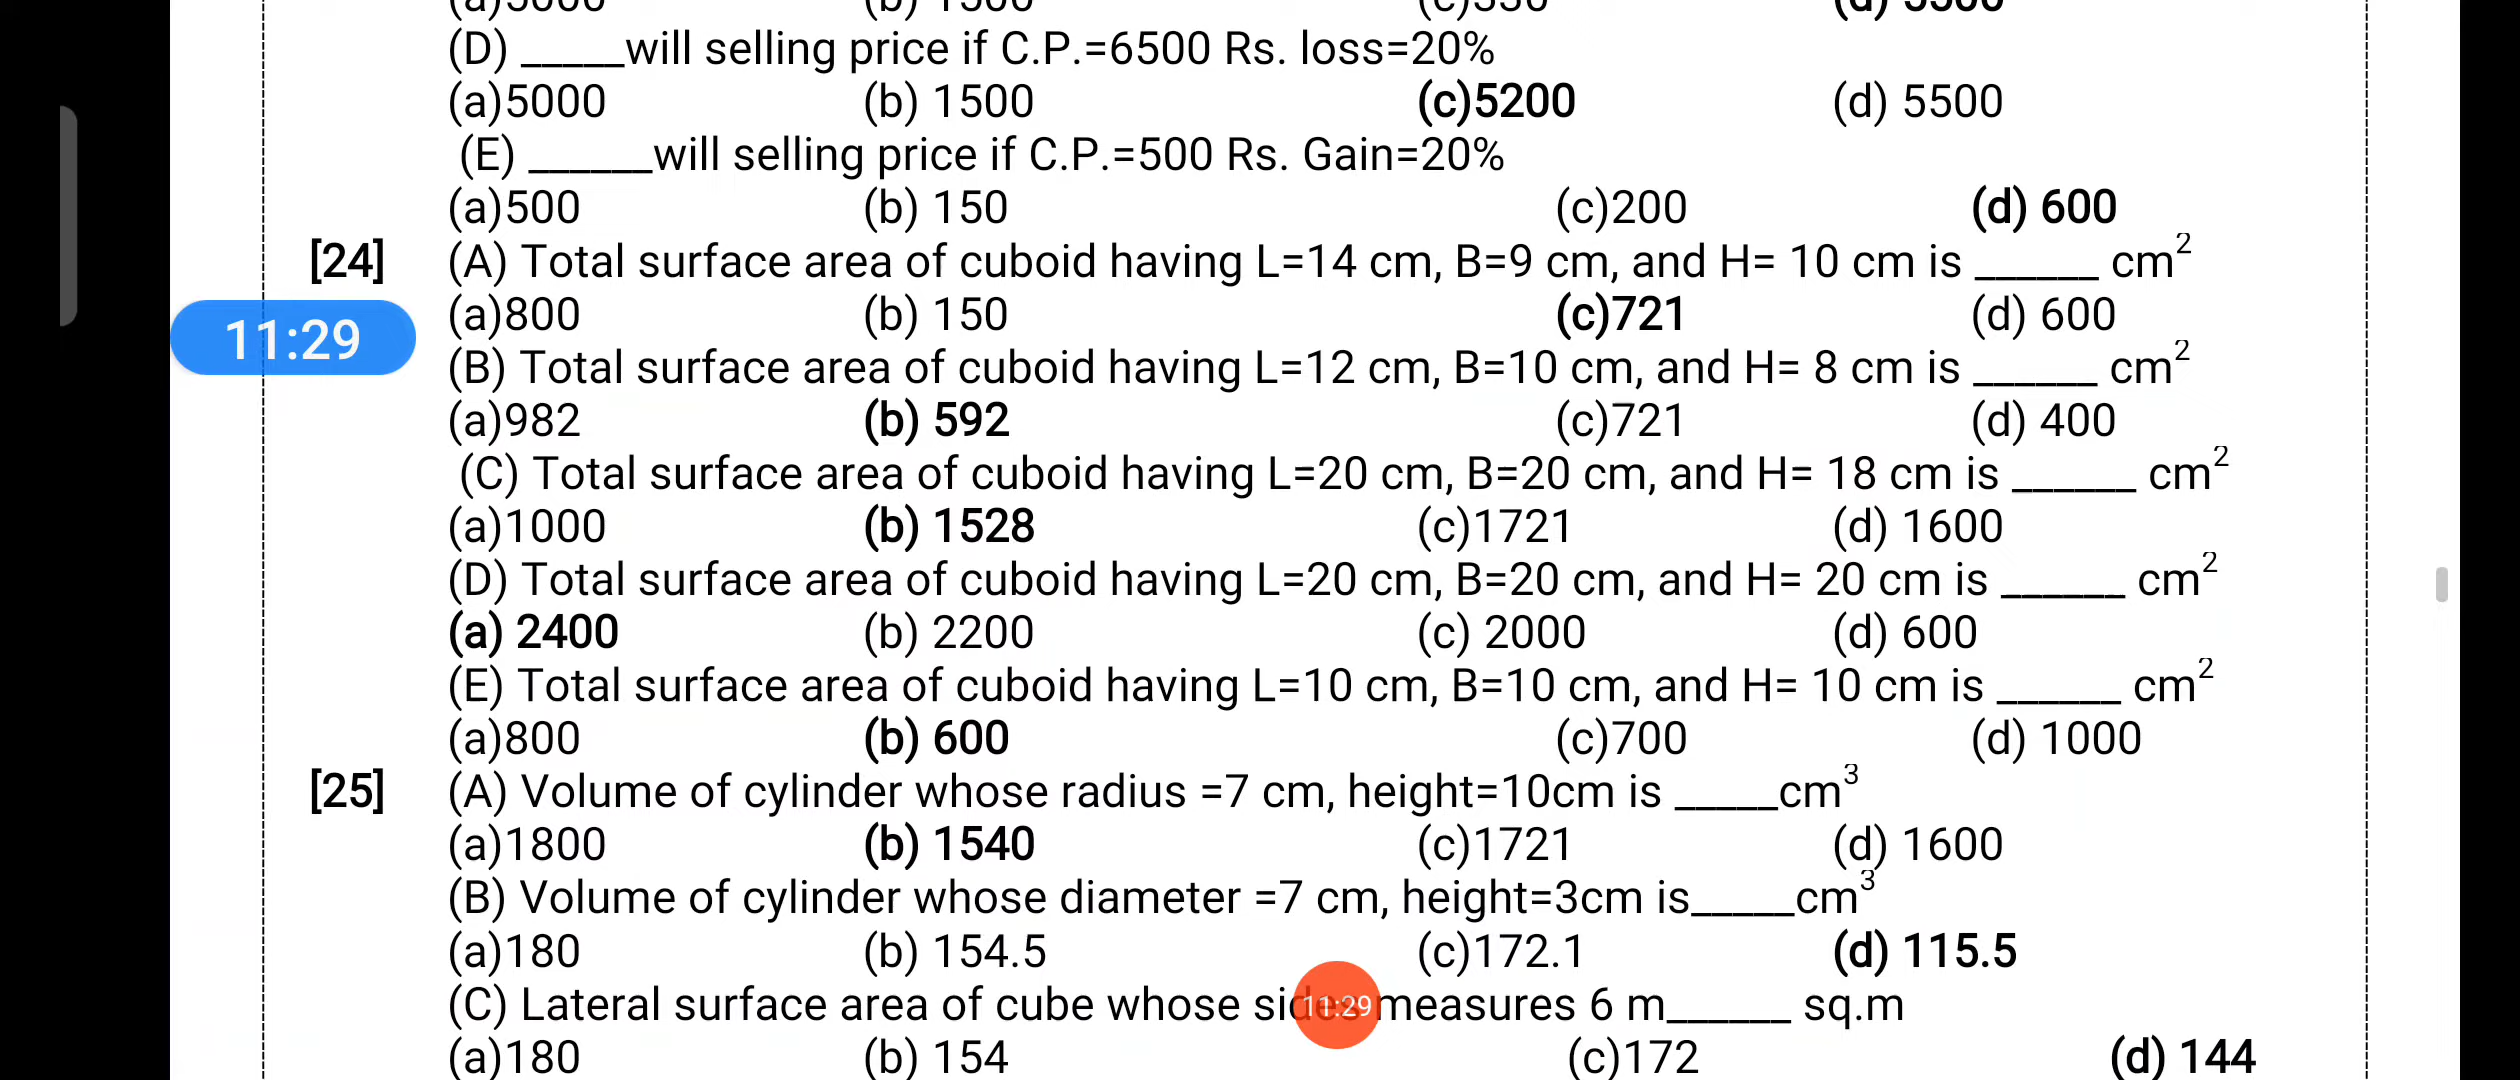 (a)5000 (b) 1500 (c)550 (d) 5500
(D) _____will selling price if C.P.=6500 Rs. loss=20%
(a)5000 (b) 1500 (c)5200 (d) 5500
(E) ______will selling price if C.P.=500 Rs. Gain=20%
(a)500 (b) 150 (c)200 (d) 600
[24] (A) Total surface area of cuboid having L=14 cm, B=9 cm, and H= 10 cm is ______ cm²
11:29
(a)800 (b) 150 (c)721 (d) 600
(B) Total surface area of cuboid having L=12 cm, B=10 cm, and H= 8 cm is ______ cm²
(a)982 (b) 592 (c)721 (d) 400
(C) Total surface area of cuboid having L=20 cm, B=20 cm, and H= 18 cm is ______ cm²
(a)1000 (b) 1528 (c)1721 (d) 1600
(D) Total surface area of cuboid having L=20 cm, B=20 cm, and H= 20 cm is ______ cm²
(a) 2400 (b) 2200 (c) 2000 (d) 600
(E) Total surface area of cuboid having L=10 cm, B=10 cm, and H= 10 cm is ______ cm²
(a)800 (b) 600 (c)700 (d) 1000
[25] (A) Volume of cylinder whose radius =7 cm, height=10cm is _____cm³
(a)1800 (b) 1540 (c)1721 (d) 1600
(B) Volume of cylinder whose diameter =7 cm, height=3cm is_____cm³
(a)180 (b) 154.5 (c)172.1 (d) 115.5
(C) Lateral surface area of cube whose sides measures 6 m______ sq.m
11:29
(a)180 (b) 154 (c)172 (d) 144